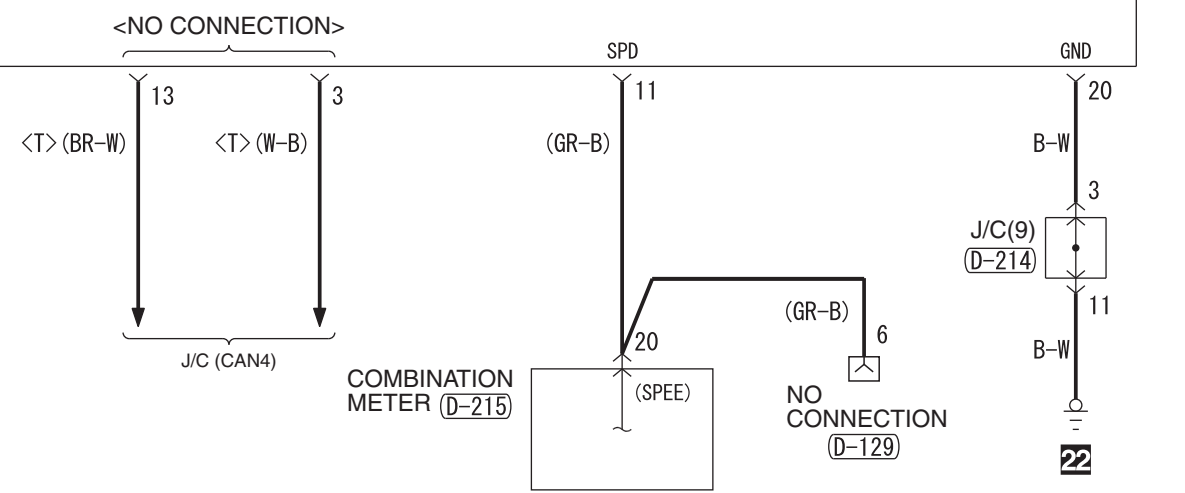 <NO CONNECTION>
SPD
GND
13
3
11
20
<T>(BR-W)
<T>(W-B)
(GR-B)
B-W
3
J/C(9)
(D-214)
11
(GR-B)
20
6
B-W
J/C (CAN4)
COMBINATION
METER (D-215)
(SPEE)
NO
CONNECTION
(D-129)
22